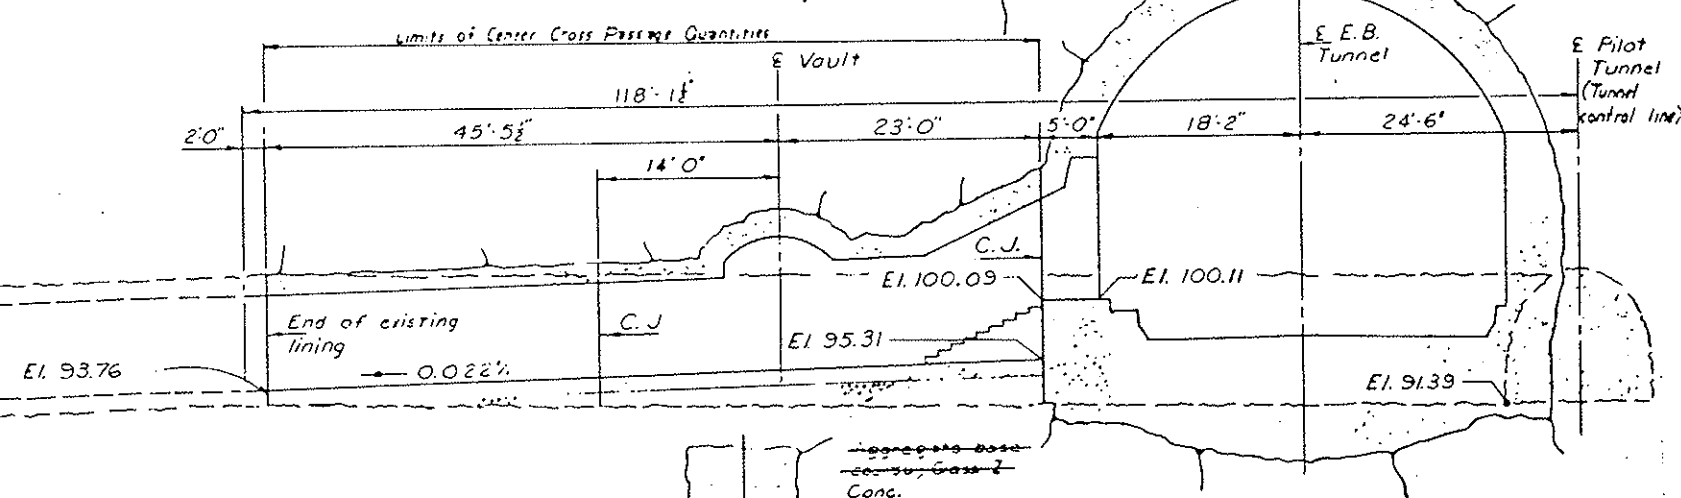 Limits of Center Cross Passage Quantities
℄ Vault
℄ E.B.
Tunnel
℄ Pilot
Tunnel
(Tunnel
control line)
118'-1½"
2'0"
45'-5½"
23'-0"
5'-0"
18'-2"
24'-6"
14'0"
C.J.
El. 100.09
El. 100.11
End of existing
lining
C.J
El. 95.31
El. 93.76
0.022%
El. 91.39
aggregate base
Conc.